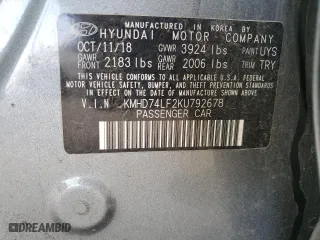 MANUFACTURED IN KOREA BY
HYUNDAI MOTOR COMPANY
OCT/11/18 GVWR 3924 lbs PAINT UYS
GAWR FRONT 2183 lbs GAWR REAR 2006 lbs TRIM TRY
THIS VEHICLE CONFORMS TO ALL APPLICABLE U.S. FEDERAL
MOTOR VEHICLE SAFETY, BUMPER, AND THEFT PREVENTION
STANDARDS IN EFFECT ON THE DATE OF MANUFACTURE SHOWN ABOVE.
V.I.N KMHD74LF2KU792678
PASSENGER CAR
DREAMBID